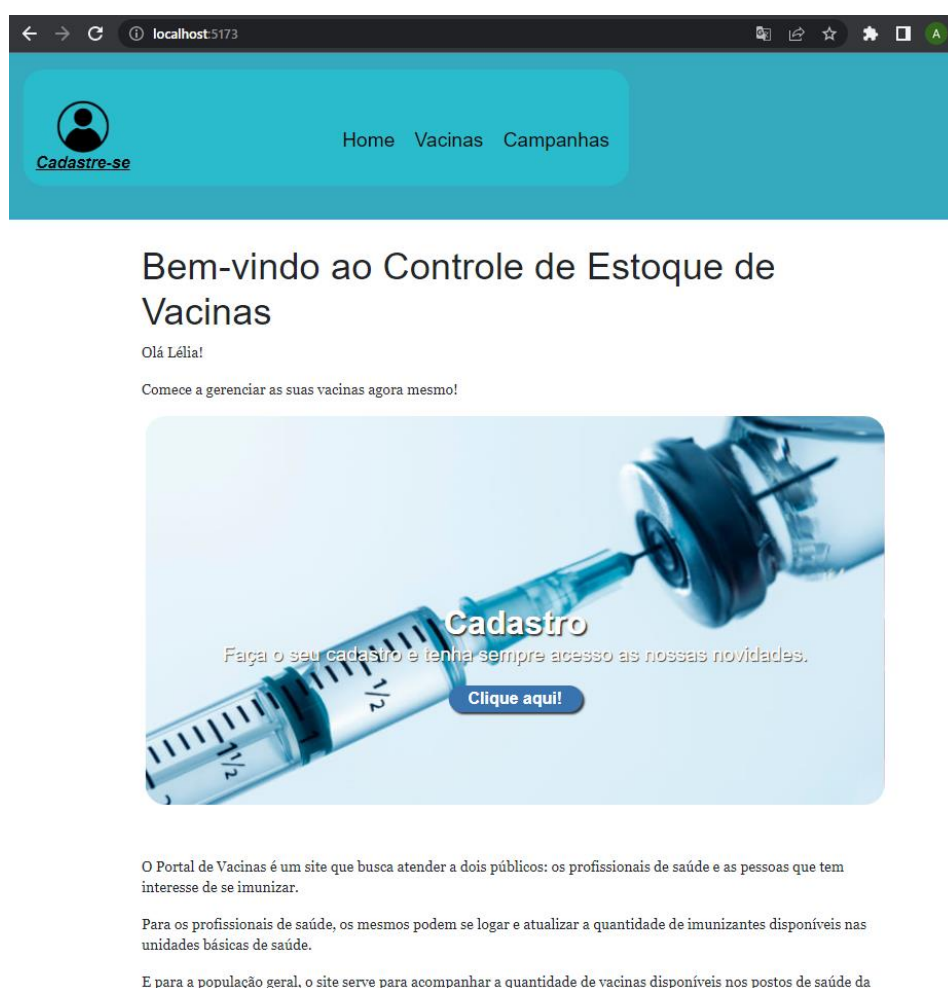 localhost:5173
A
Cadastre-se
Home Vacinas Campanhas
Bem-vindo ao Controle de Estoque de
Vacinas
Olá Lélia!
Comece a gerenciar as suas vacinas agora mesmo!
Cadastro
Faça o seu cadastro e tenha sempre acesso as nossas novidades.
Clique aqui!
1/2
1½
O Portal de Vacinas é um site que busca atender a dois públicos: os profissionais de saúde e as pessoas que tem
interesse de se imunizar.
Para os profissionais de saúde, os mesmos podem se logar e atualizar a quantidade de imunizantes disponíveis nas
unidades básicas de saúde.
E para a população geral, o site serve para acompanhar a quantidade de vacinas disponíveis nos postos de saúde da